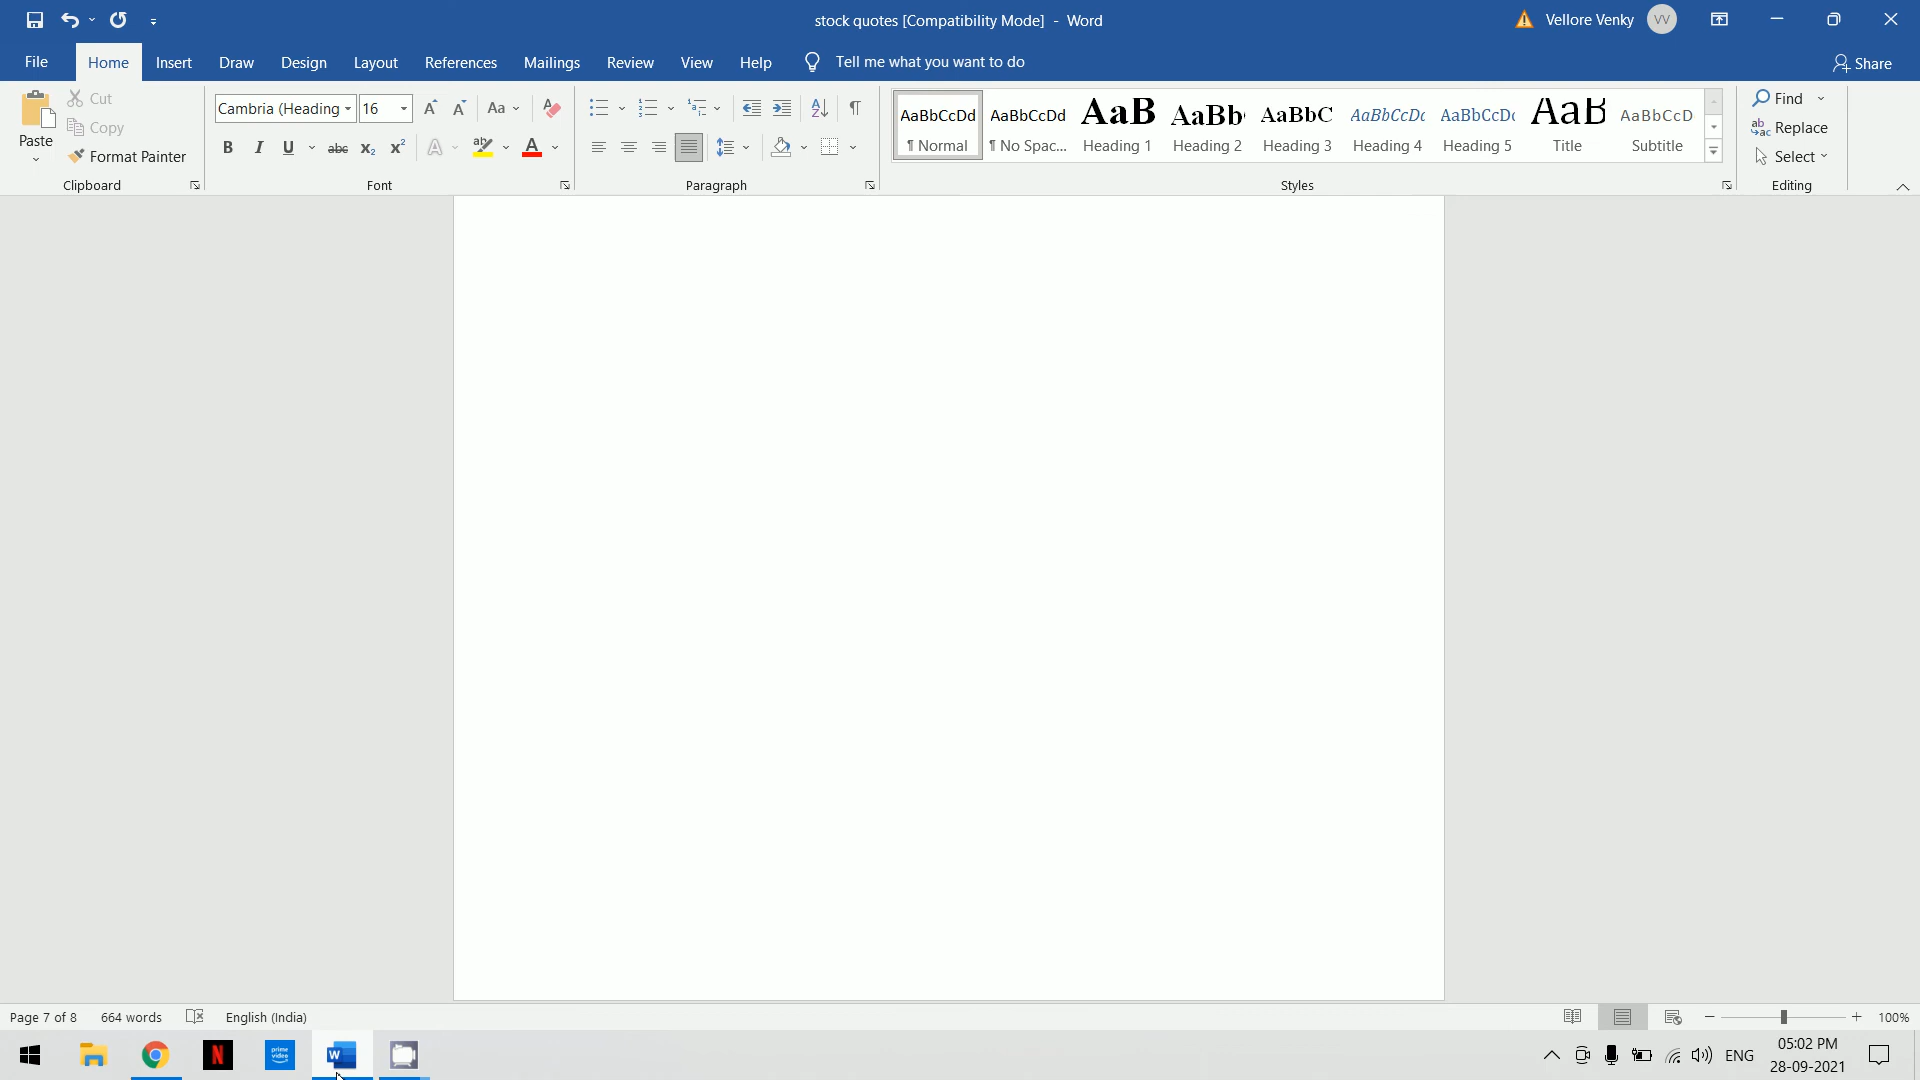 stock quotes [Compatibility Mode] - Word
Vellore Venky
VV
File Home Insert Draw Design Layout References Mailings Review View Help Tell me what you want to do
Share
Paste
Cut
Copy
Format Painter
Clipboard
Cambria (Heading 16
Font
Paragraph
AaBbCcDd AaBbCcDd AaB AaBb AaBbC AaBbCcD AaBbCcD AaB AaBbCcD
¶ Normal ¶ No Spac... Heading 1 Heading 2 Heading 3 Heading 4 Heading 5 Title Subtitle
Styles
Find
Replace
Select
Editing
Page 7 of 8 664 words English (India)
100%
N
prime video
W
ENG
05:02 PM
28-09-2021